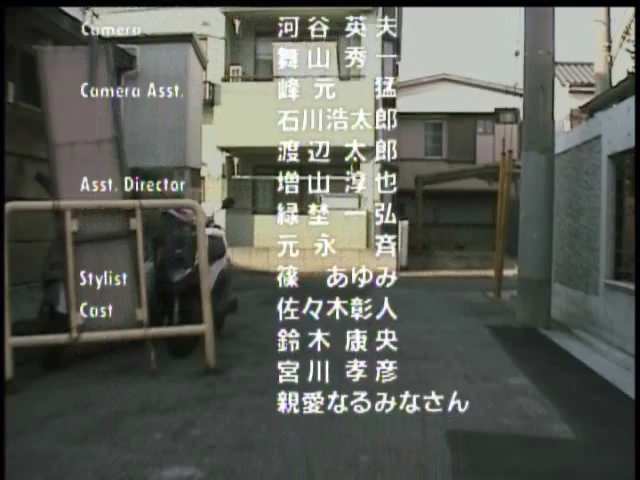 Camera 河谷 英夫
舞山 秀一
Camera Asst. 峰元 猛
石川浩太郎
渡辺 太郎
Asst. Director 増山 淳也
緑埜 一弘
元永 斉
Stylist 篠 あゆみ
Cast 佐々木彰人
鈴木 康央
宮川 孝彦
親愛なるみなさん